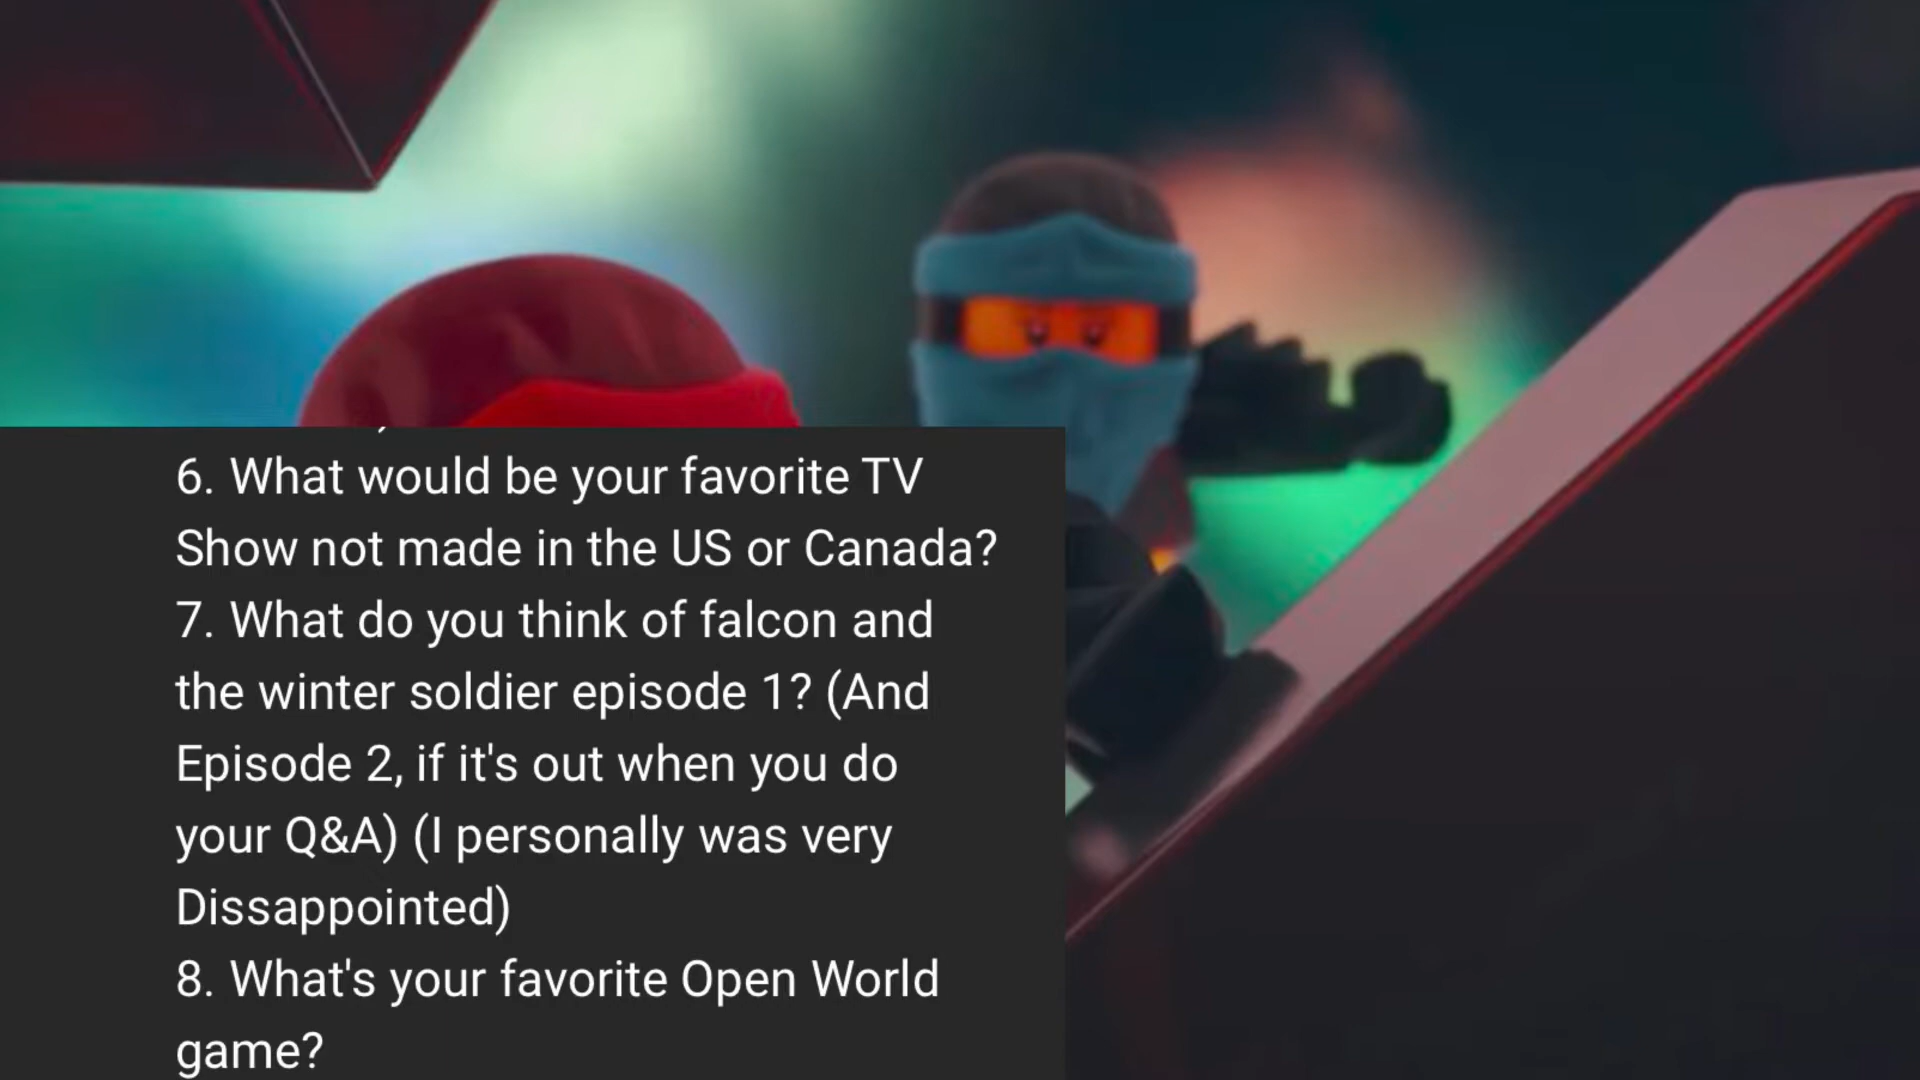 6. What would be your favorite TV
Show not made in the US or Canada?
7. What do you think of falcon and
the winter soldier episode 1? (And
Episode 2, if it's out when you do
your Q&A) (I personally was very
Dissappointed)
8. What's your favorite Open World
game?